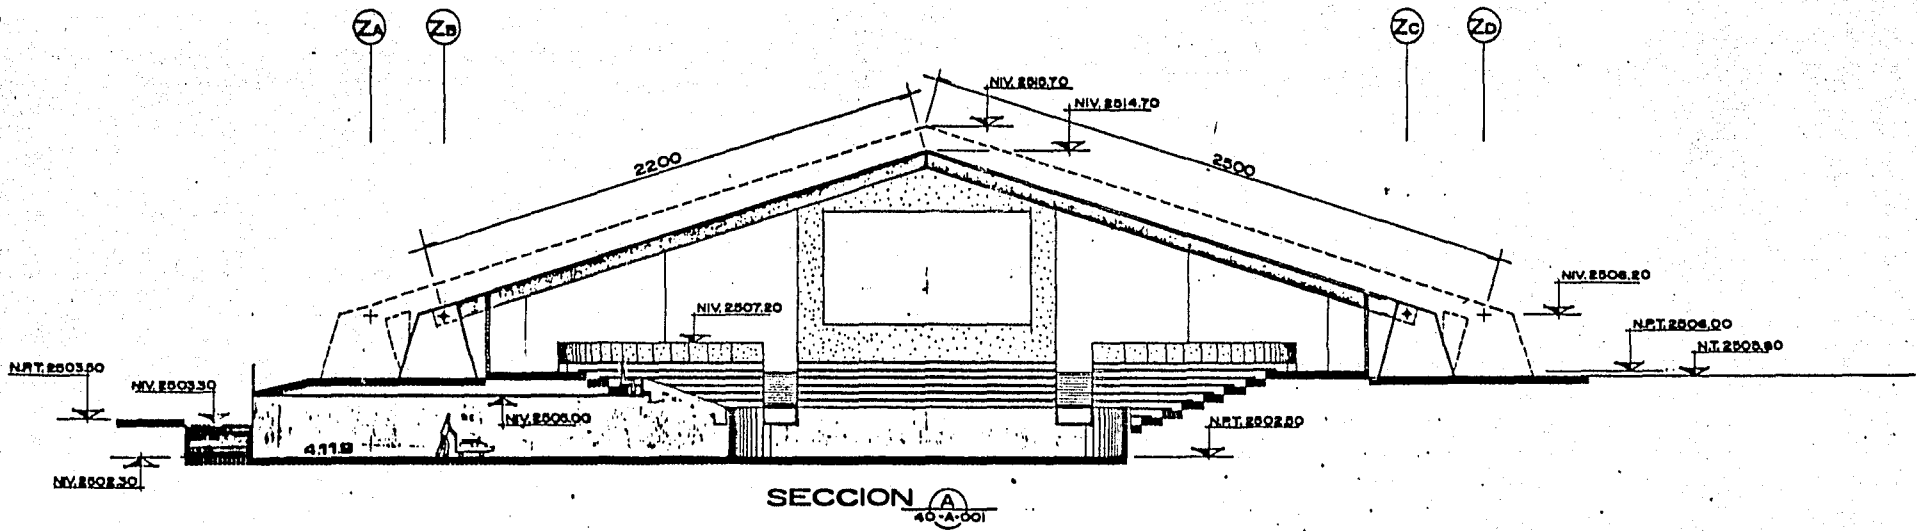 ZA ZB ZC ZD
NIV. 2515.70
NIV. 2514.70
2200
2500
NIV. 2506.20
NIV. 2507.20
N.P.T. 2506.00
N.T. 2505.80
N.P.T. 2503.50
NIV. 2503.30
NIV. 2505.00
N.P.T. 2502.50
4.11.9
NIV. 2502.30
SECCION A
40-A-001